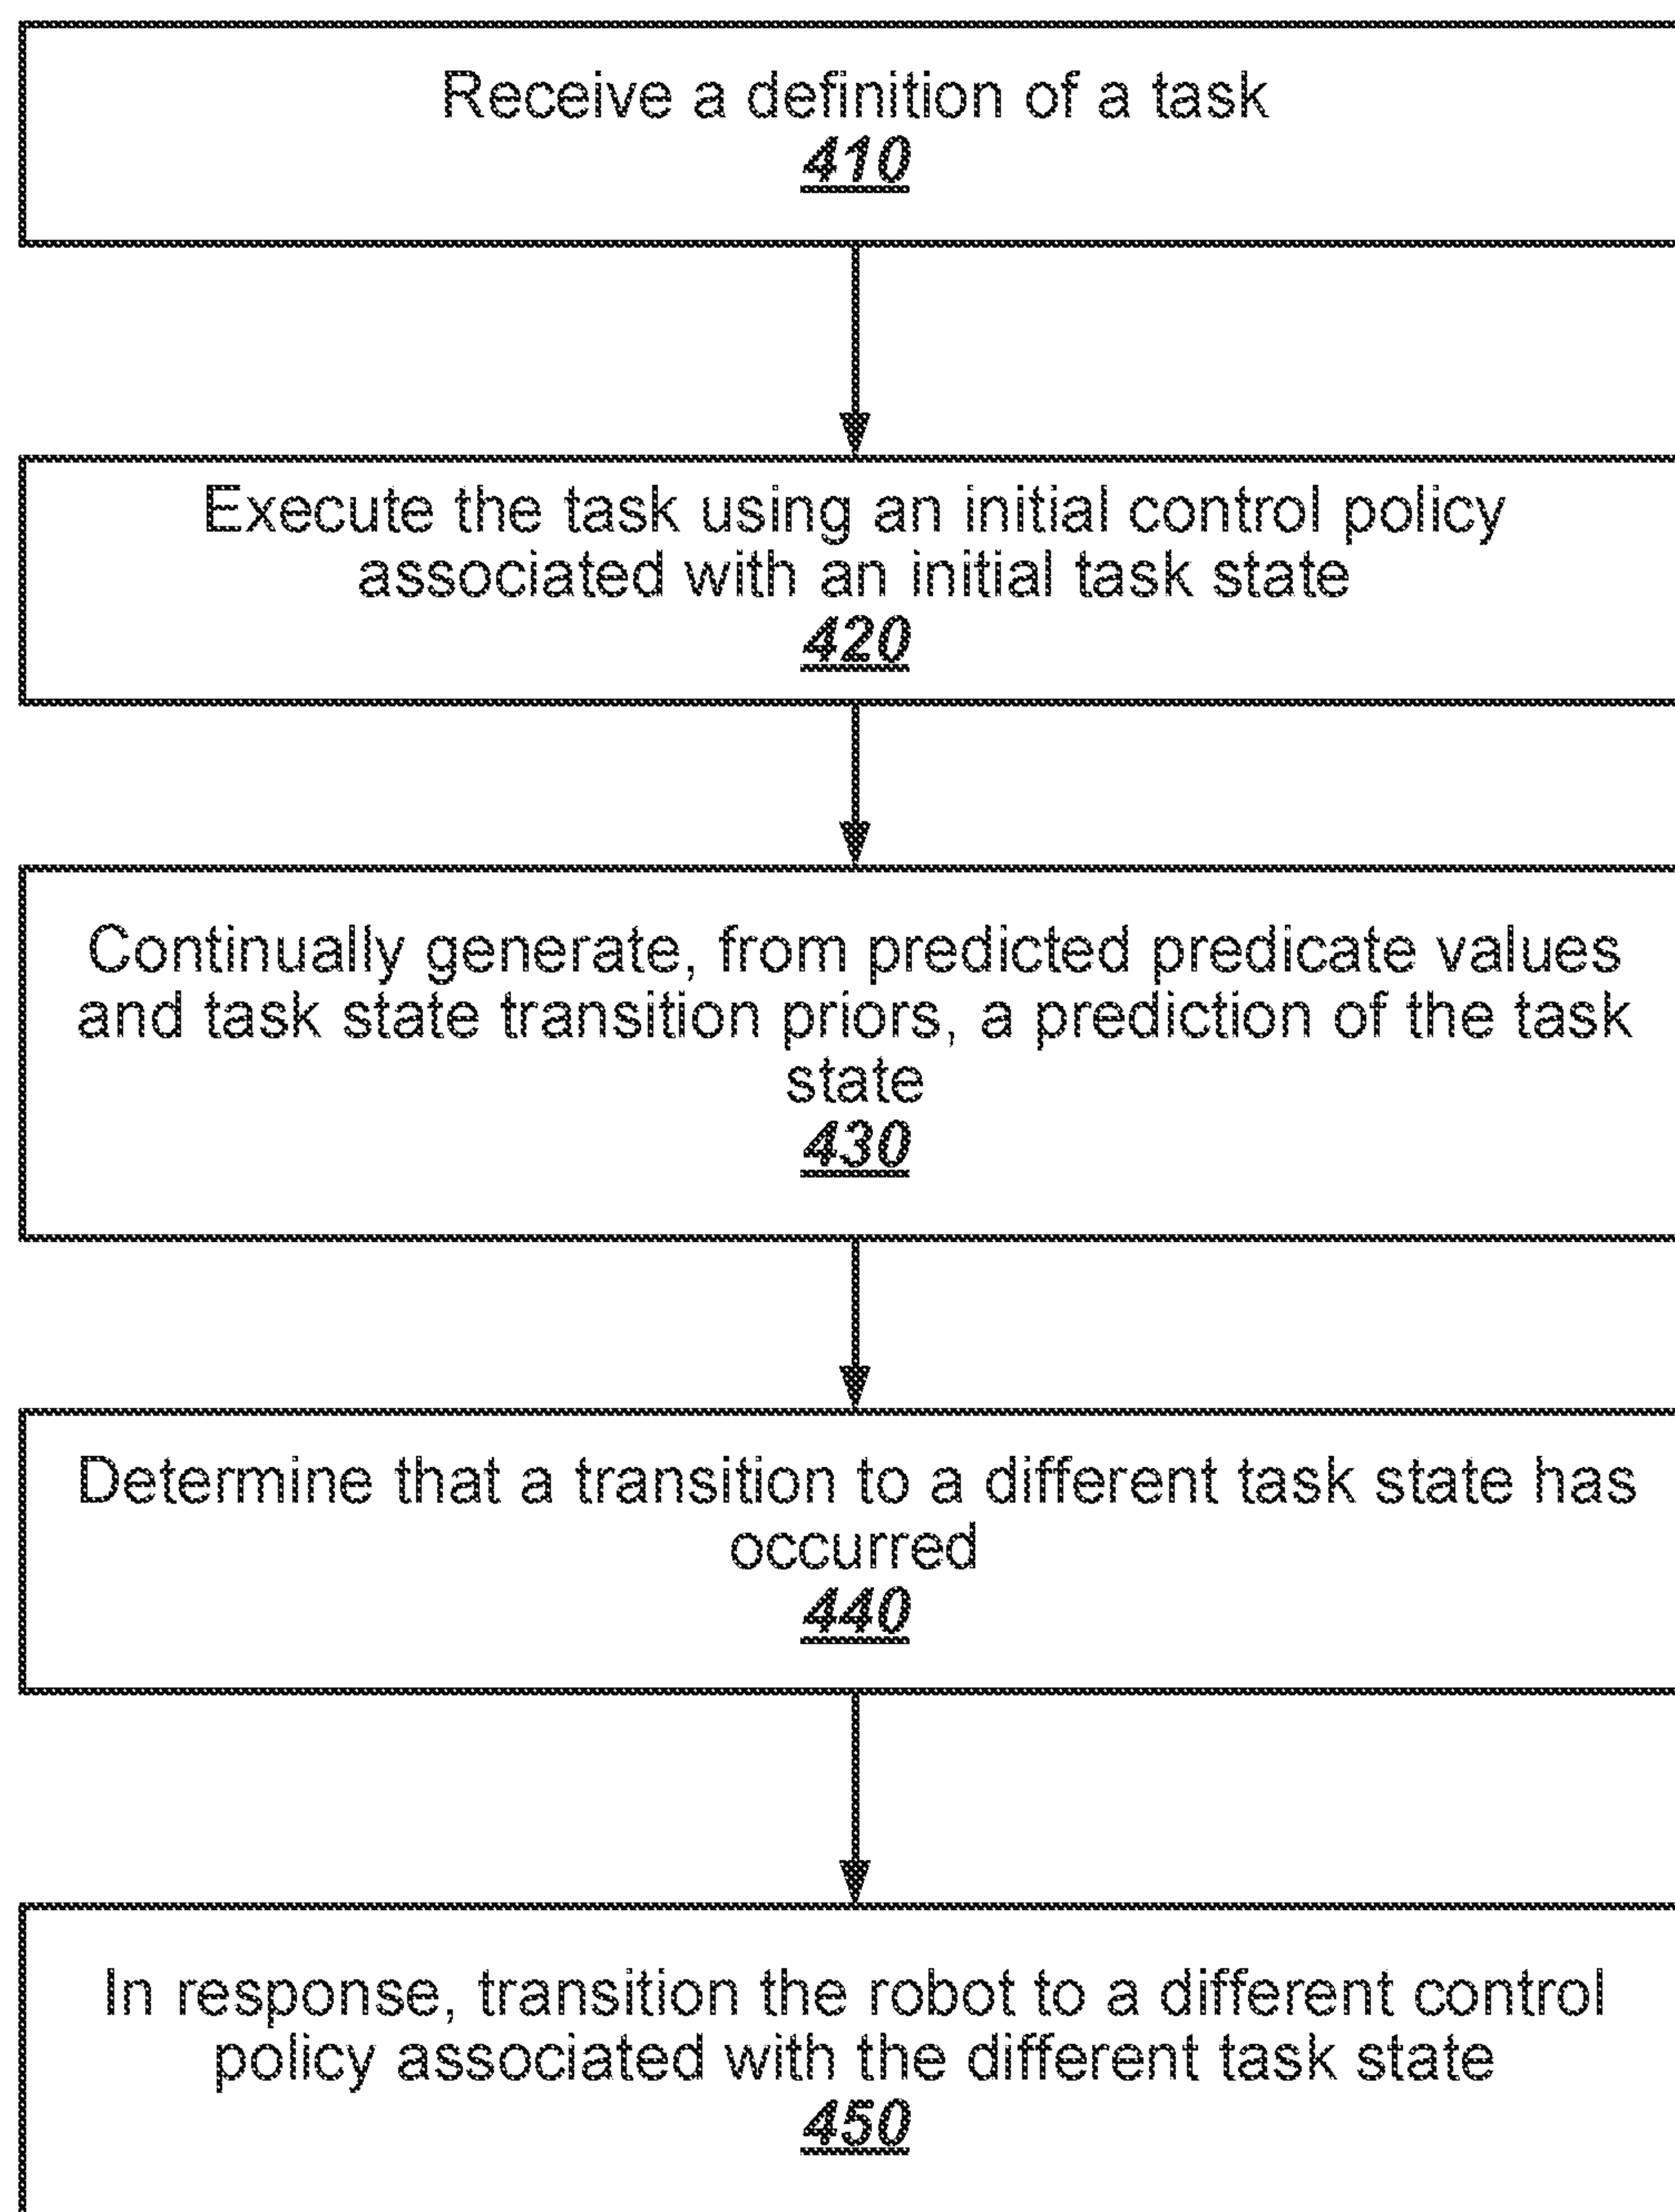 Receive a definition of a task
410
Execute the task using an initial control policy
associated with an initial task state
420
Continually generate, from predicted predicate values
and task state transition priors, a prediction of the task
state
430
Determine that a transition to a different task state has
occurred
440
In response, transition the robot to a different control
policy associated with the different task state
450